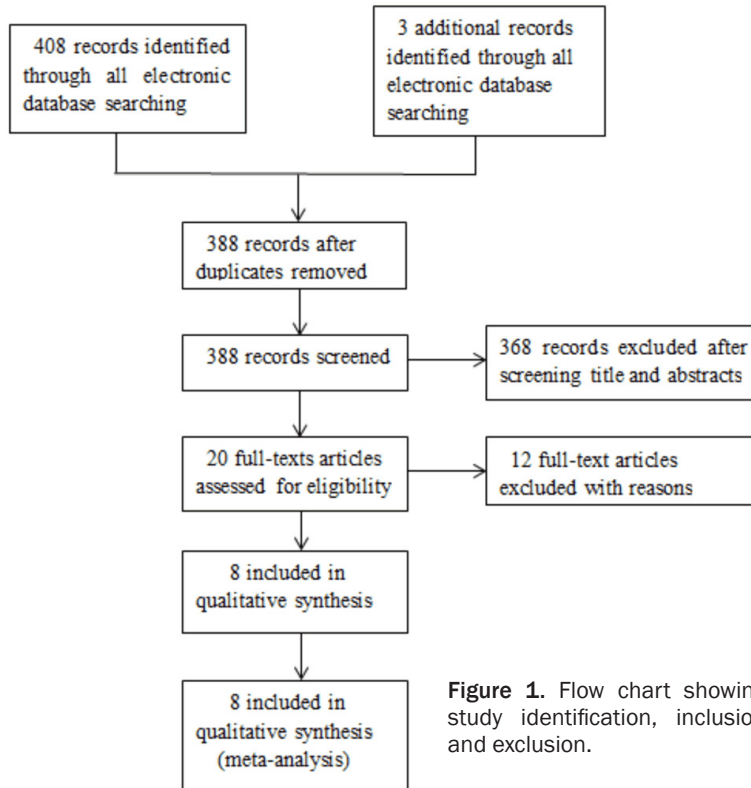 408 records identified
through all electronic
database searching
3 additional records
identified through all
electronic database
searching
388 records after
duplicates removed
388 records screened
368 records excluded after
screening title and abstracts
20 full-texts articles
assessed for eligibility
12 full-text articles
excluded with reasons
8 included in
qualitative synthesis
8 included in
qualitative synthesis
(meta-analysis)
Figure 1. Flow chart showin
study identification, inclusio
and exclusion.